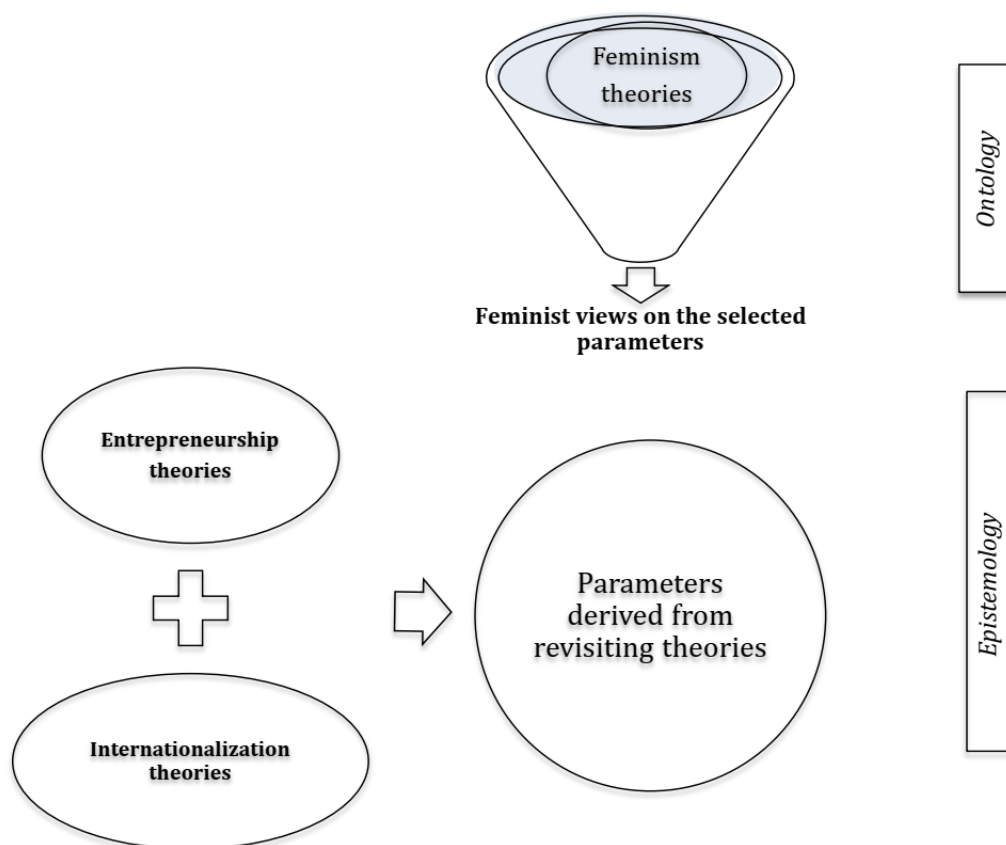 Feminism
theories
Ontology
Feminist views on the selected
parameters
Entrepreneurship
theories
Parameters
derived from
revisiting theories
Epistemology
Internationalization
theories